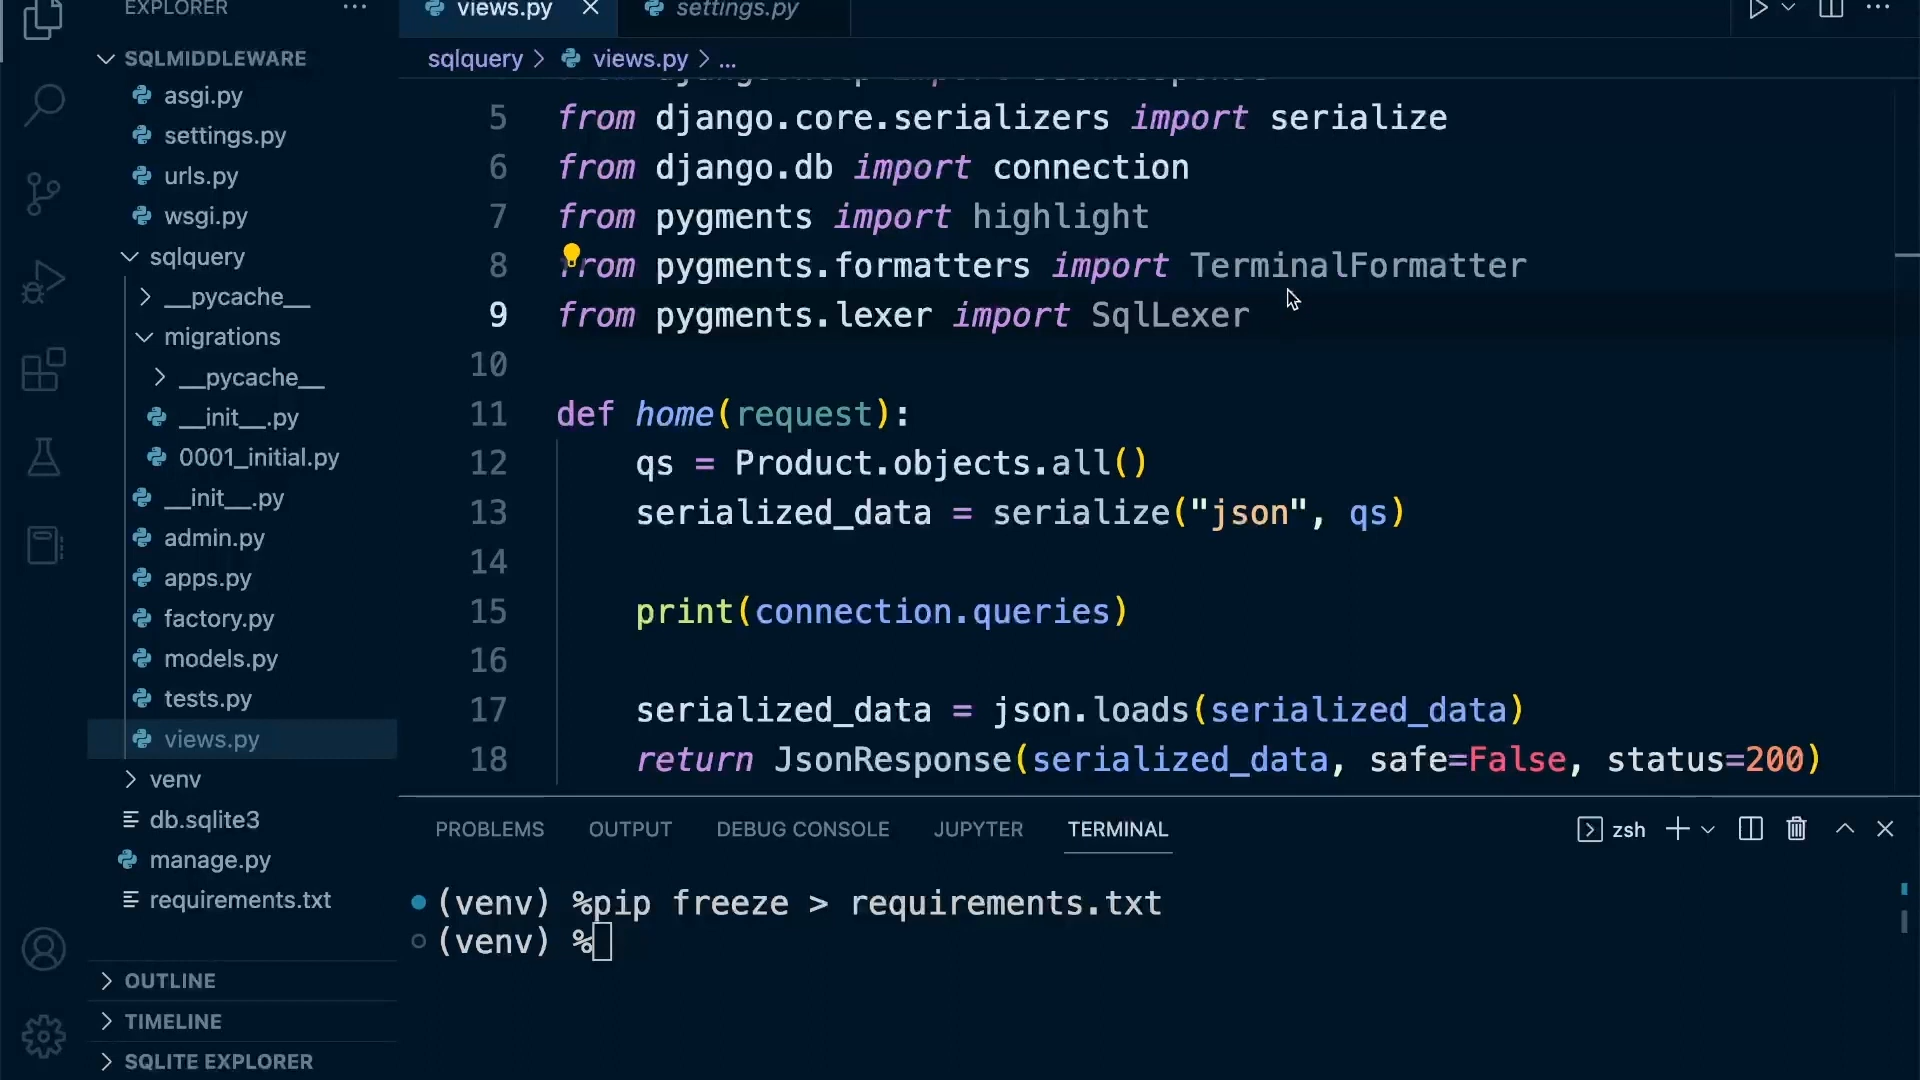 EXPLORER
SQLMIDDLEWARE
asgi.py
settings.py
urls.py
wsgi.py
sqlquery
__pycache__
migrations
__pycache__
__init__.py
0001_initial.py
__init__.py
admin.py
apps.py
factory.py
models.py
tests.py
views.py
venv
db.sqlite3
manage.py
requirements.txt
OUTLINE
TIMELINE
SQLITE EXPLORER
views.py
settings.py
sqlquery > views.py > ...
5 from django.core.serializers import serialize
6 from django.db import connection
7 from pygments import highlight
8 from pygments.formatters import TerminalFormatter
9 from pygments.lexer import SqlLexer
10
11 def home(request):
12 qs = Product.objects.all()
13 serialized_data = serialize("json", qs)
14
15 print(connection.queries)
16
17 serialized_data = json.loads(serialized_data)
18 return JsonResponse(serialized_data, safe=False, status=200)
PROBLEMS OUTPUT DEBUG CONSOLE JUPYTER TERMINAL
zsh
(venv) %pip freeze > requirements.txt
(venv) %